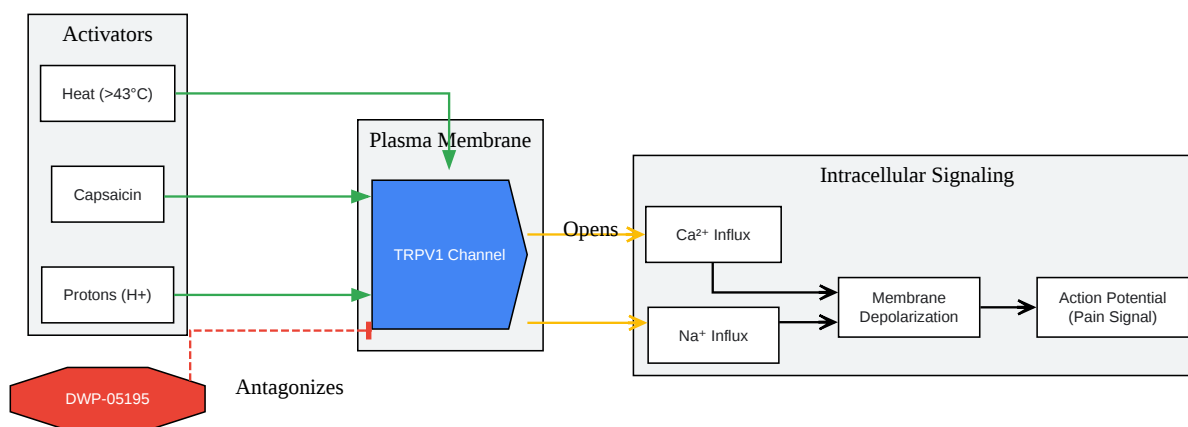 Activators
Heat (>43°C)
Capsaicin
Protons (H+)
DWP-05195
Antagonizes
Plasma Membrane
TRPV1 Channel
Opens
Intracellular Signaling
Ca²⁺ Influx
Na⁺ Influx
Membrane
Depolarization
Action Potential
(Pain Signal)